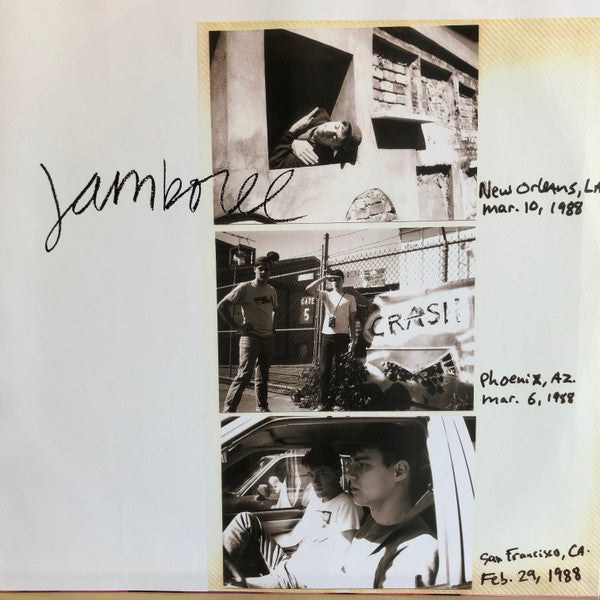 Jamboree
New Orleans, LA
Mar. 10, 1988
GATE
5
CRASH
Phoenix, AZ.
Mar. 6, 1988
San Francisco, CA.
Feb. 29, 1988